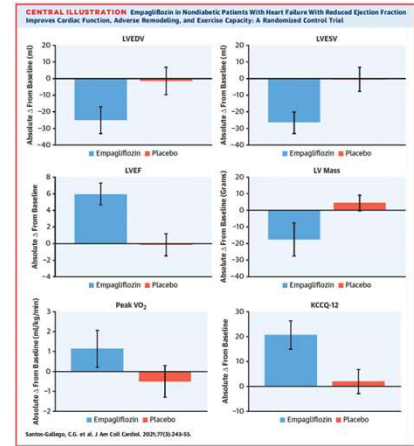 CENTRAL ILLUSTRATION Empagliflozin in Nondiabetic Patients With Heart Failure With Reduced Ejection Fraction
Improves Cardiac Function, Adverse Remodeling, and Exercise Capacity: A Randomized Control Trial
LVEDV
Absolute Δ From Baseline (ml)
20
10
0
−10
−20
−30
−40
Empagliflozin Placebo
LVESV
Absolute Δ From Baseline (ml)
20
10
0
−10
−20
−30
−40
Empagliflozin Placebo
LVEF
Absolute Δ From Baseline
8
6
4
2
0
−2
−4
Empagliflozin Placebo
LV Mass
Absolute Δ From Baseline (Grams)
20
10
0
−10
−20
−30
−40
Empagliflozin Placebo
Peak VO₂
Absolute Δ From Baseline (ml/kg/min)
3
2
1
0
−1
−2
Empagliflozin Placebo
KCCQ-12
Absolute Δ From Baseline
40
30
20
10
0
−10
Empagliflozin Placebo
Santos-Gallego, C.G. et al. J Am Coll Cardiol. 2021;77(3):243-55.